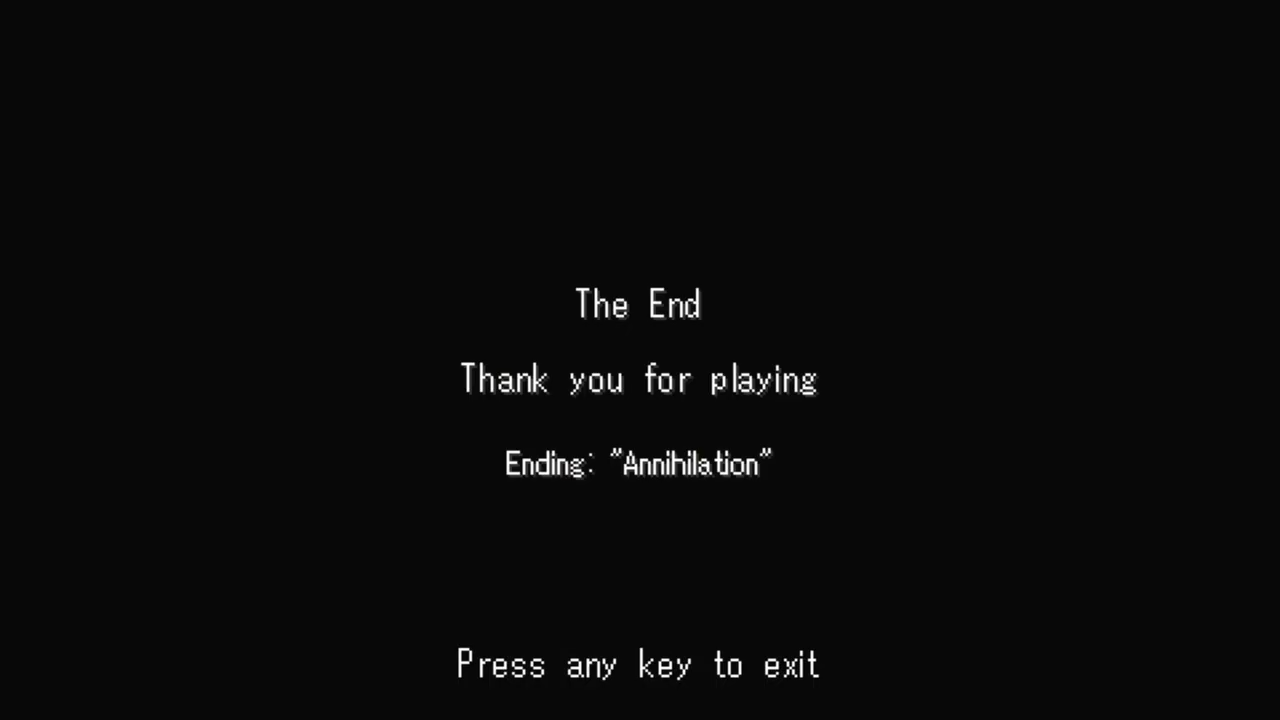 The End
Thank you for playing
Ending: "Annihilation"
Press any key to exit